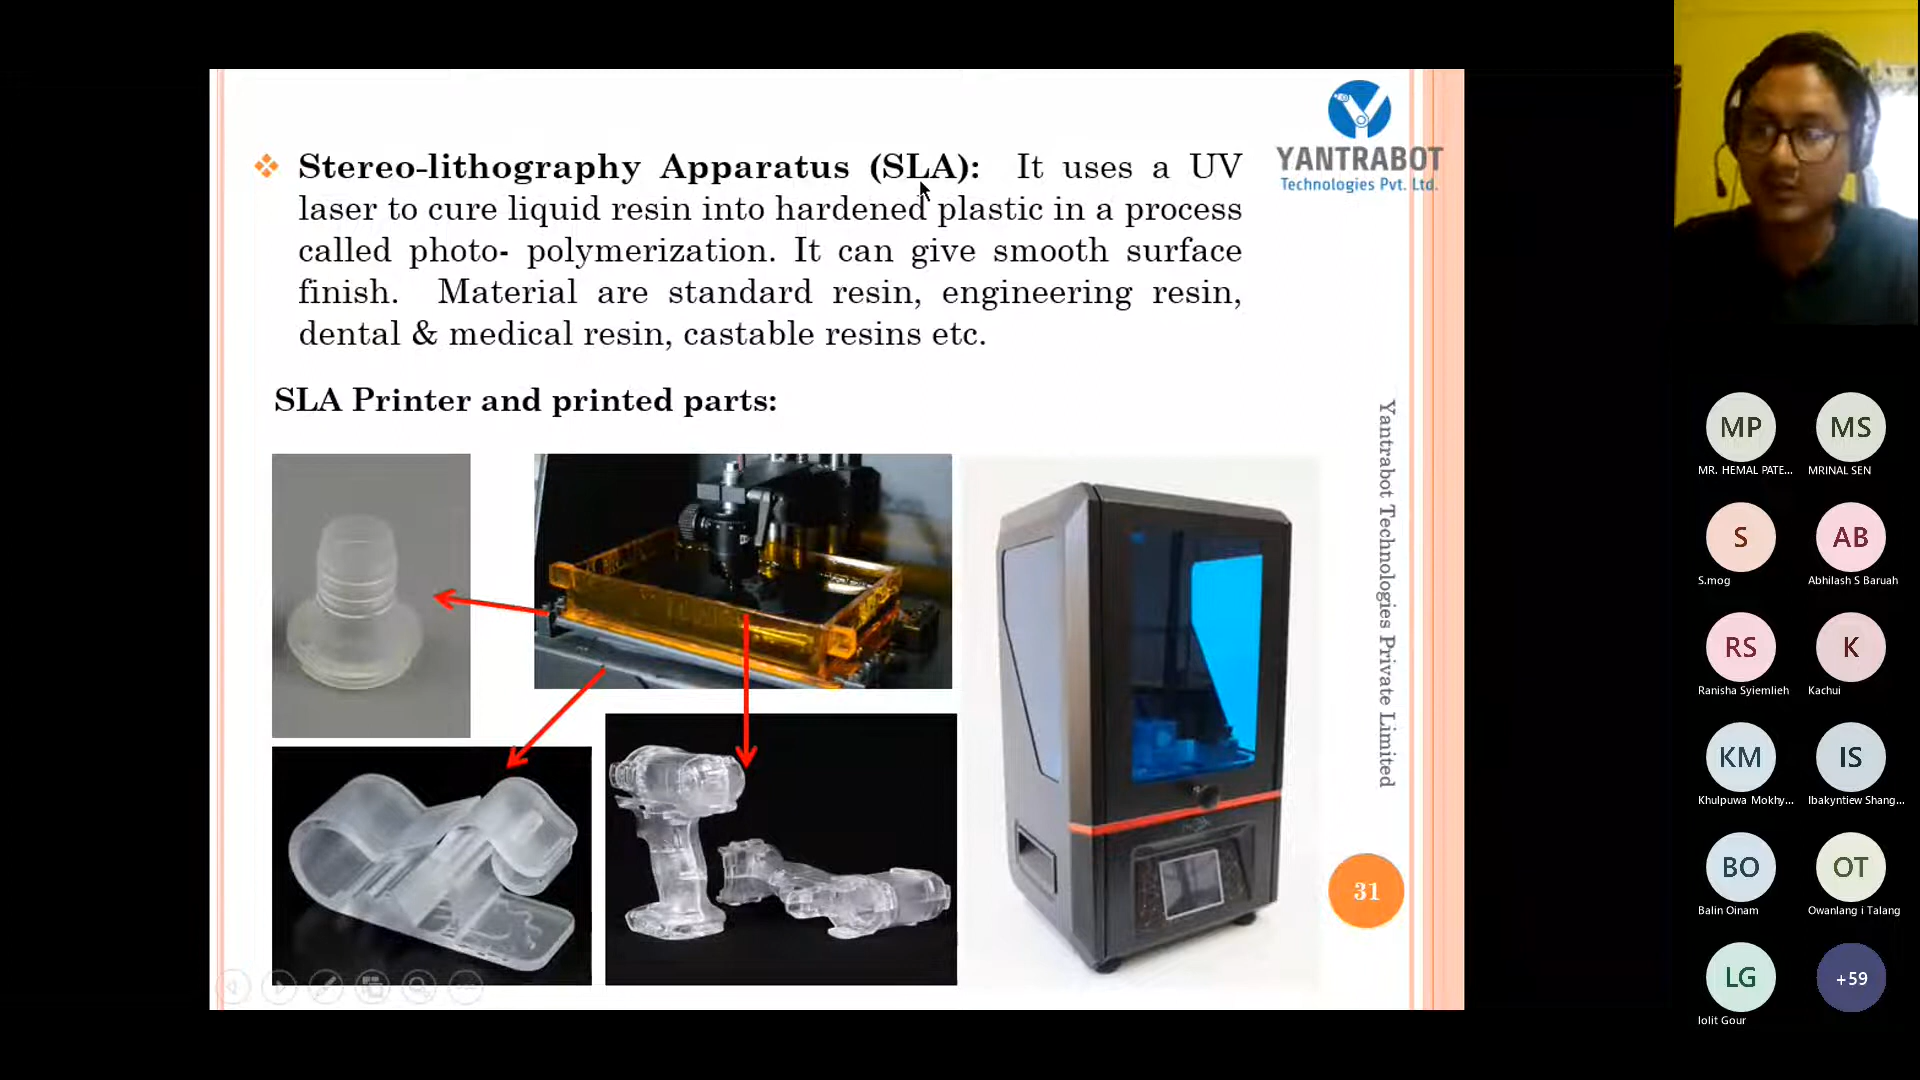 Stereo-lithography Apparatus (SLA): It uses a UV
laser to cure liquid resin into hardened plastic in a process
called photo- polymerization. It can give smooth surface
finish. Material are standard resin, engineering resin,
dental & medical resin, castable resins etc.
SLA Printer and printed parts:
YANTRABOT
Technologies Pvt. Ltd.
Yantrabot Technologies Private Limited
31
MP
MS
MR. HEMAL PATE...
MRINAL SEN
S
AB
S.mog
Abhilash S Baruah
RS
K
Ranisha Syiemlieh
Kachui
KM
IS
Khulpuwa Mokhy...
Ibakyntiew Shang...
BO
OT
Balin Oinam
Owanlang i Talang
LG
+59
lolit Gour